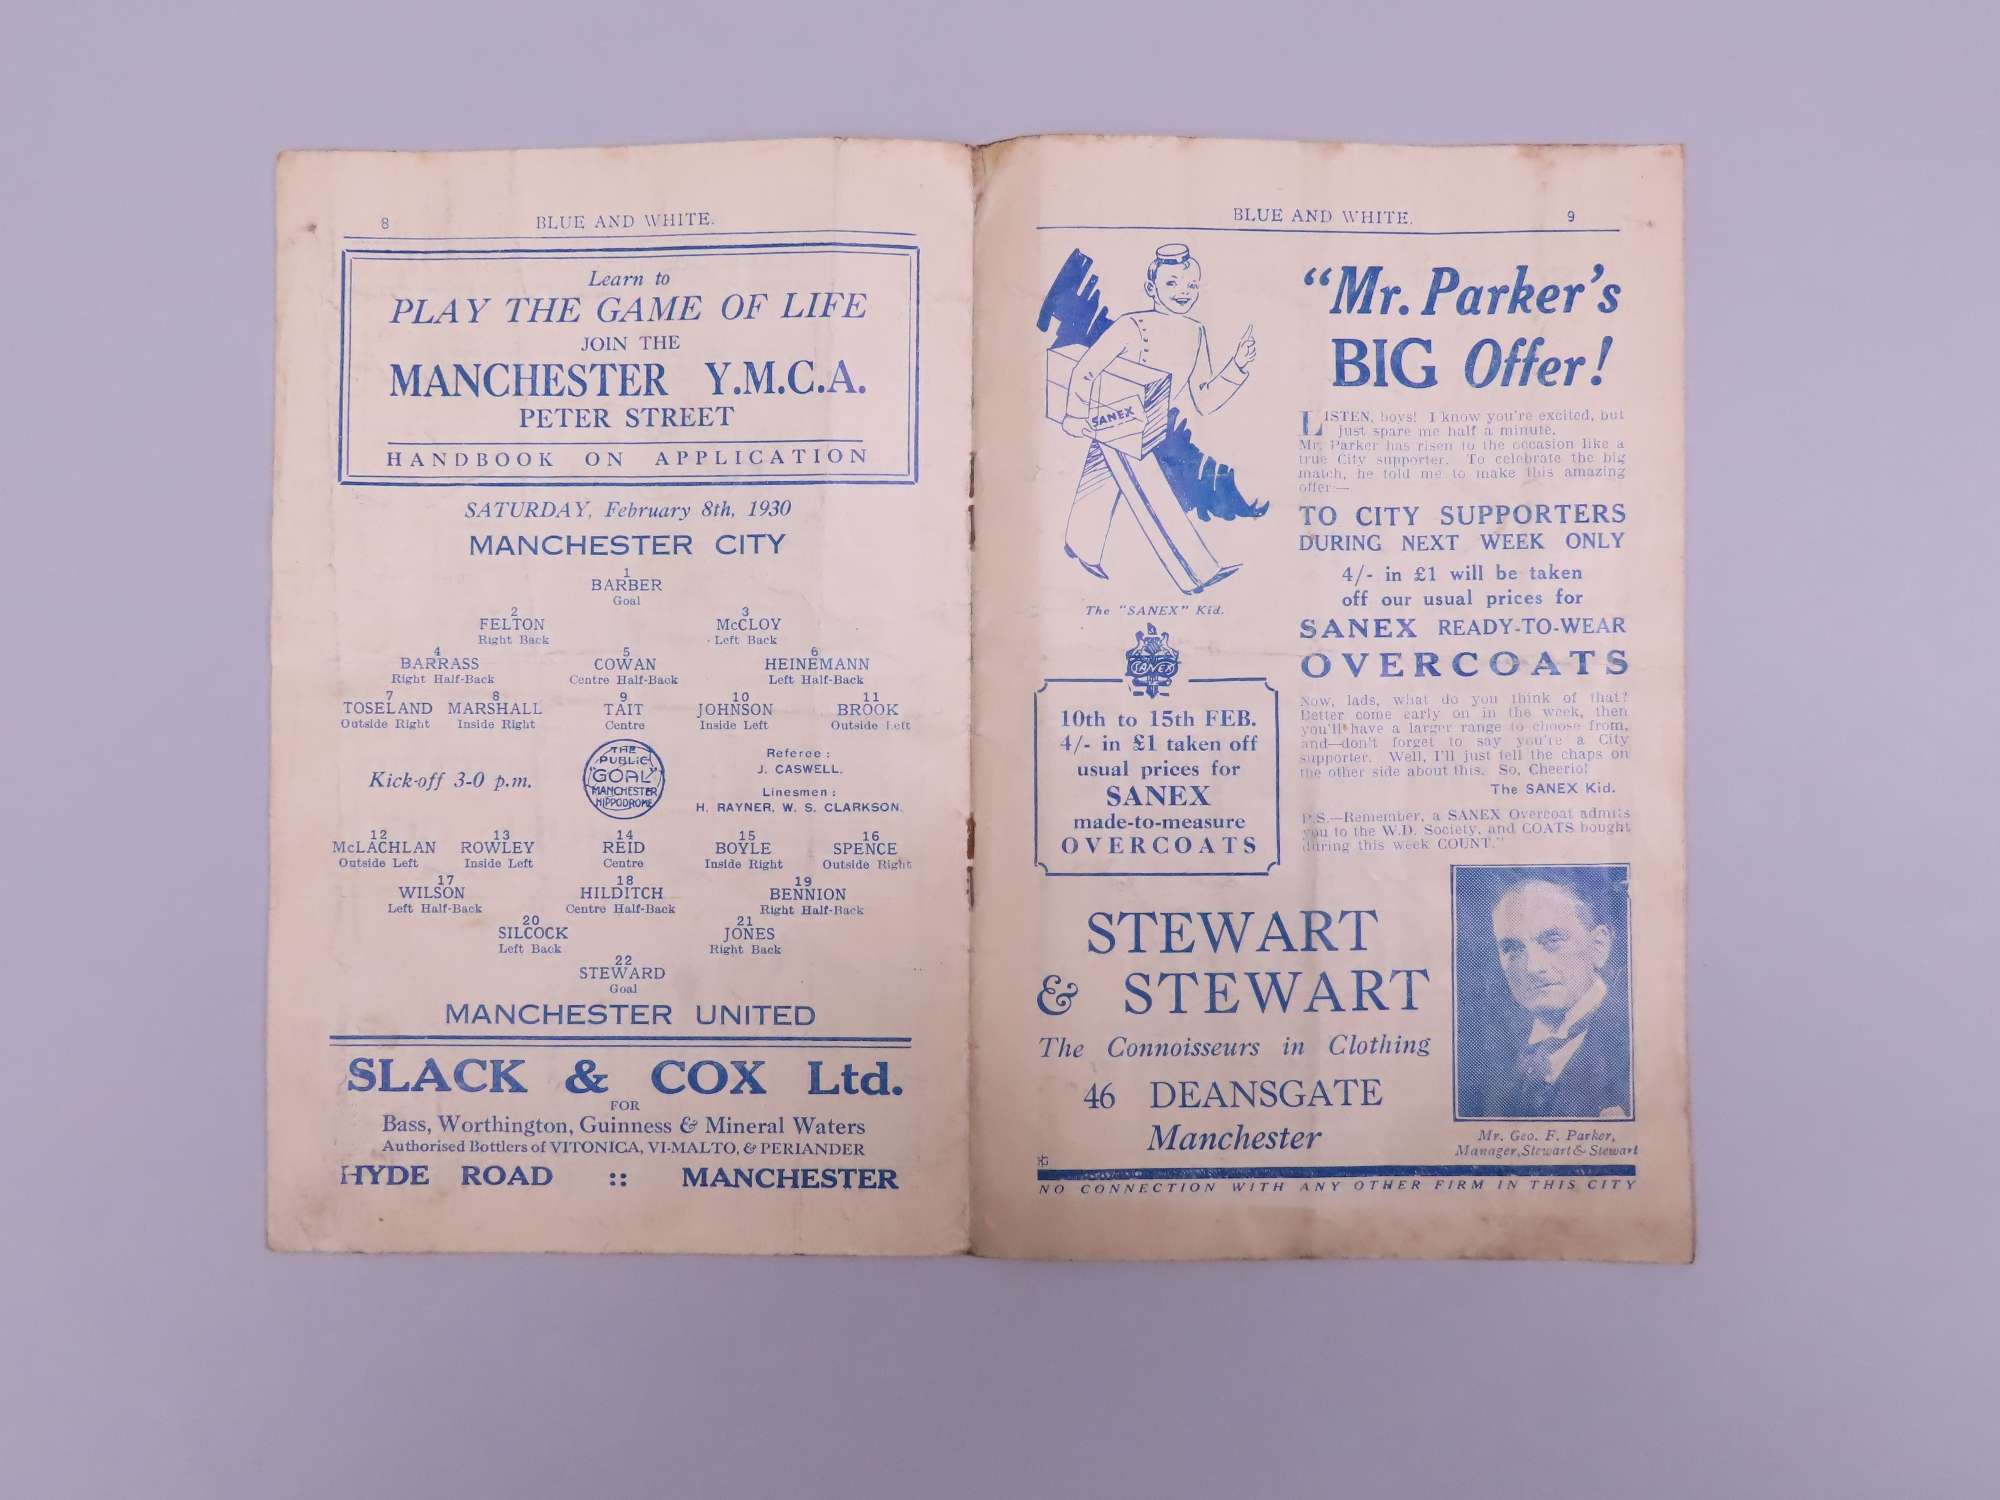 8
BLUE AND WHITE.
Learn to
PLAY THE GAME OF LIFE
JOIN THE
MANCHESTER Y.M.C.A.
PETER STREET
HANDBOOK ON APPLICATION
SATURDAY, February 8th, 1930
MANCHESTER CITY
1
BARBER
Goal
2 3
FELTON McCLOY
Right Back Left Back
4 5 6
BARRASS COWAN HEINEMANN
Right Half-Back Centre Half-Back Left Half-Back
7 8 9 10 11
TOSELAND MARSHALL TAIT JOHNSON BROOK
Outside Right Inside Right Centre Inside Left Outside Left
Kick-off 3-0 p.m.
THE
PUBLIC
"GOAL"
MANCHESTER
HIPPODROME
Referee :
J. CASWELL.
Linesmen :
H. RAYNER, W. S. CLARKSON.
12 13 14 15 16
McLACHLAN ROWLEY REID BOYLE SPENCE
Outside Left Inside Left Centre Inside Right Outside Right
17 18 19
WILSON HILDITCH BENNION
Left Half-Back Centre Half-Back Right Half-Back
20 21
SILCOCK JONES
Left Back Right Back
22
STEWARD
Goal
MANCHESTER UNITED
SLACK & COX Ltd.
FOR
Bass, Worthington, Guinness & Mineral Waters
Authorised Bottlers of VITONICA, VI-MALTO, & PERIANDER
HYDE ROAD :: MANCHESTER
BLUE AND WHITE.
9
SANEX
The "SANEX" Kid.
"Mr. Parker's
BIG Offer!
LISTEN, boys! I know you're excited, but
just spare me half a minute.
Mr. Parker has risen to the occasion like a
true City supporter. To celebrate the big
match, he told me to make this amazing
offer—
TO CITY SUPPORTERS
DURING NEXT WEEK ONLY
4/- in £1 will be taken
off our usual prices for
SANEX READY-TO-WEAR
OVERCOATS
Now, lads, what do you think of that?
Better come early on in the week, then
you'll have a larger range to choose from,
and—don't forget to say you're a City
supporter. Well, I'll just tell the chaps on
the other side about this. So, Cheerio!
The SANEX Kid.
P.S.—Remember, a SANEX Overcoat admits
you to the W.D. Society, and COATS bought
during this week COUNT."
SANEX
10th to 15th FEB.
4/- in £1 taken off
usual prices for
SANEX
made-to-measure
OVERCOATS
STEWART
& STEWART
The Connoisseurs in Clothing
46 DEANSGATE
Manchester
Mr. Geo. F. Parker,
Manager, Stewart & Stewart
NO CONNECTION WITH ANY OTHER FIRM IN THIS CITY